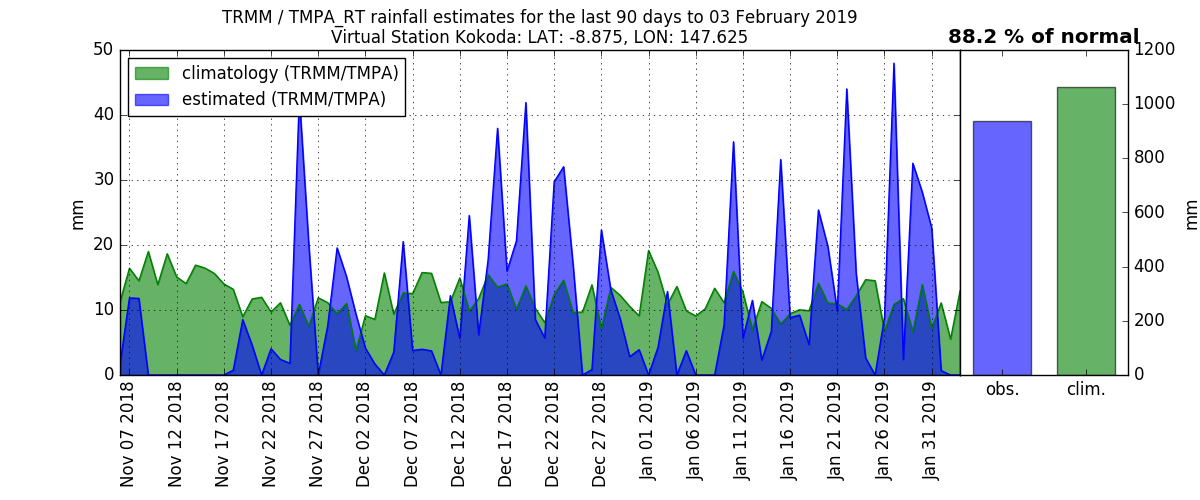 TRMM / TMPA_RT rainfall estimates for the last 90 days to 03 February 2019
Virtual Station Kokoda: LAT: -8.875, LON: 147.625
88.2 % of normal
climatology (TRMM/TMPA)
estimated (TRMM/TMPA)
mm
50
40
30
20
10
0
Nov 07 2018
Nov 12 2018
Nov 17 2018
Nov 22 2018
Nov 27 2018
Dec 02 2018
Dec 07 2018
Dec 12 2018
Dec 17 2018
Dec 22 2018
Dec 27 2018
Jan 01 2019
Jan 06 2019
Jan 11 2019
Jan 16 2019
Jan 21 2019
Jan 26 2019
Jan 31 2019
obs.
clim.
1200
1000
800
600
400
200
0
mm